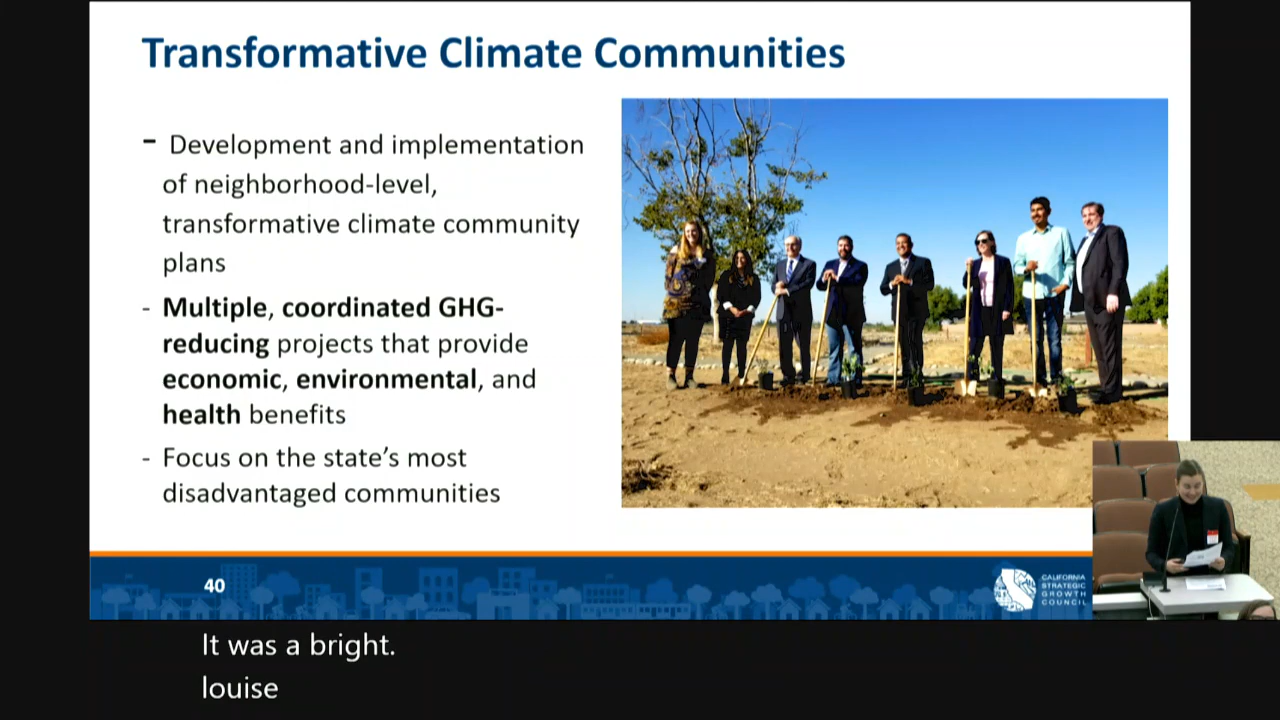 Transformative Climate Communities
- Development and implementation
of neighborhood-level,
transformative climate community
plans
- Multiple, coordinated GHG-
reducing projects that provide
economic, environmental, and
health benefits
- Focus on the state's most
disadvantaged communities
40
CALIFORNIA
STRATEGIC
GROWTH
COUNCIL
It was a bright.
louise